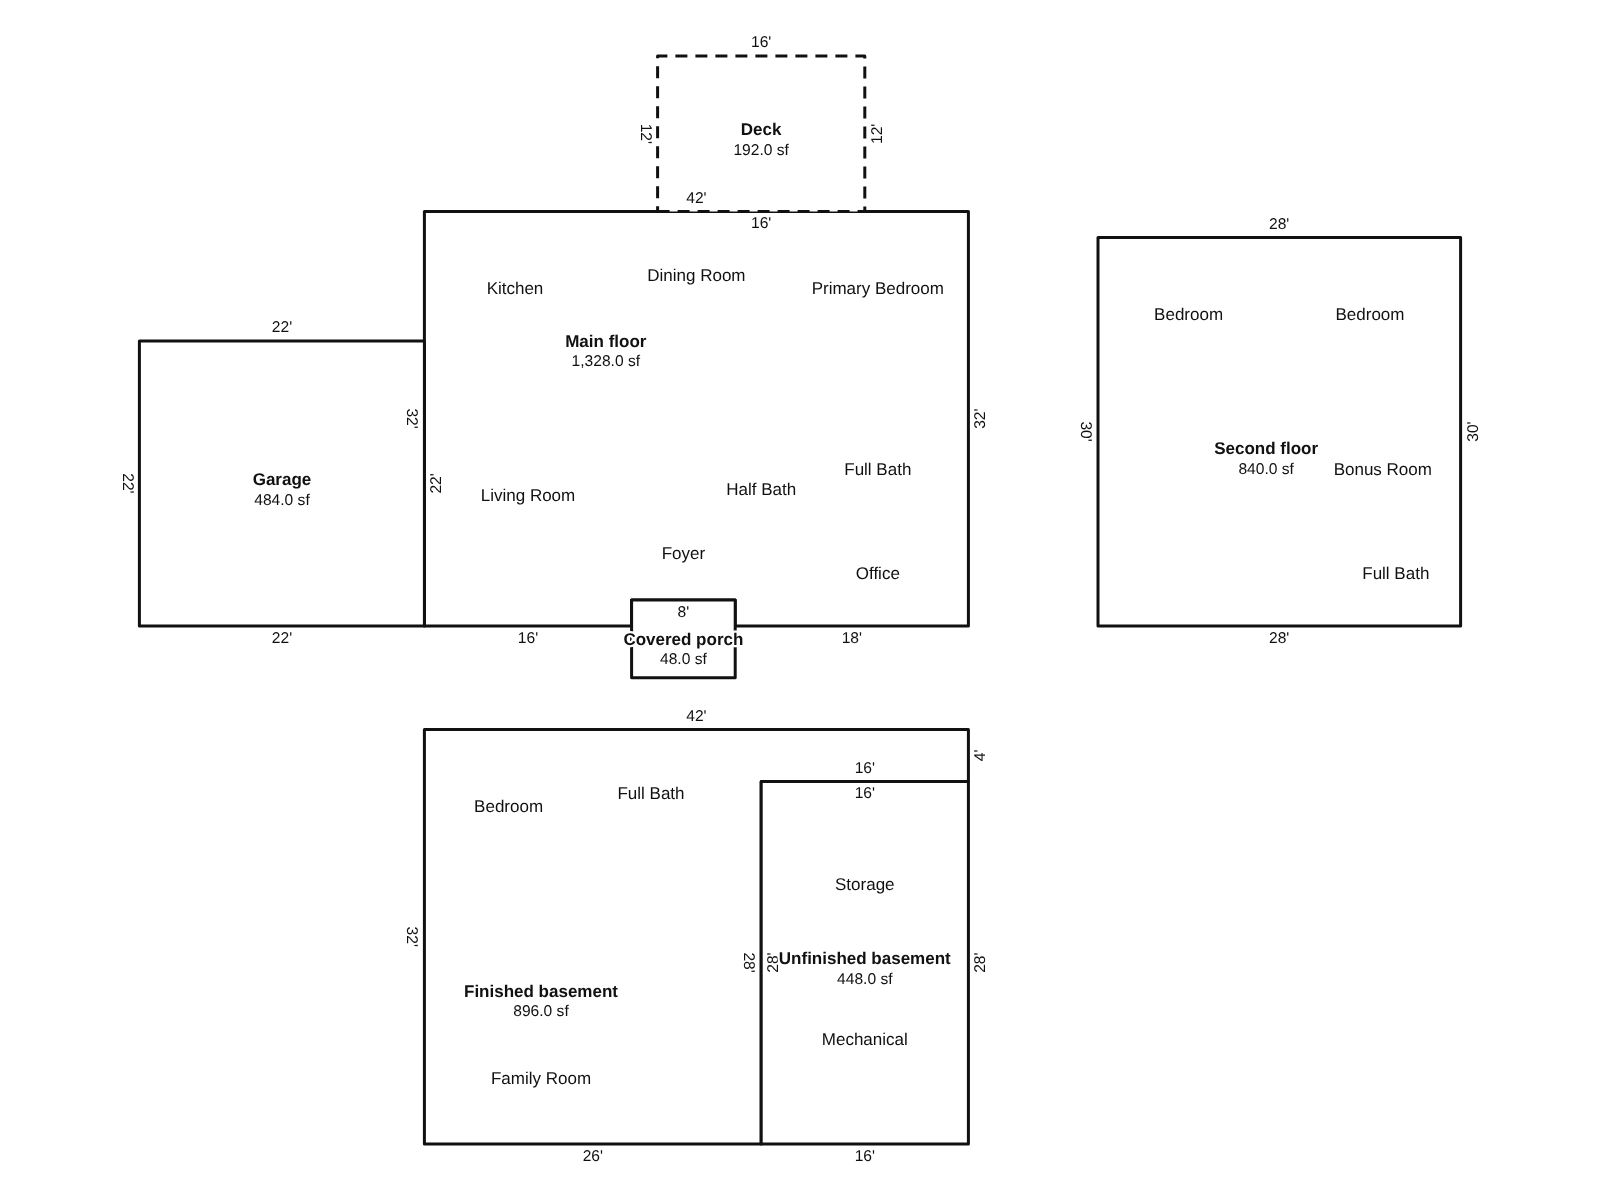 16'
12'
Deck
192.0 sf
12'
42'
16'
28'
Kitchen
Dining Room
Primary Bedroom
Bedroom
Bedroom
22'
Main floor
1,328.0 sf
32'
32'
30'
30'
Garage
484.0 sf
22'
22'
Second floor
840.0 sf
Bonus Room
Full Bath
Half Bath
Living Room
Foyer
Office
Full Bath
8'
22'
16'
Covered porch
48.0 sf
18'
28'
42'
4'
16'
16'
Bedroom
Full Bath
Storage
32'
28'
28'
Unfinished basement
448.0 sf
28'
Finished basement
896.0 sf
Mechanical
Family Room
26'
16'